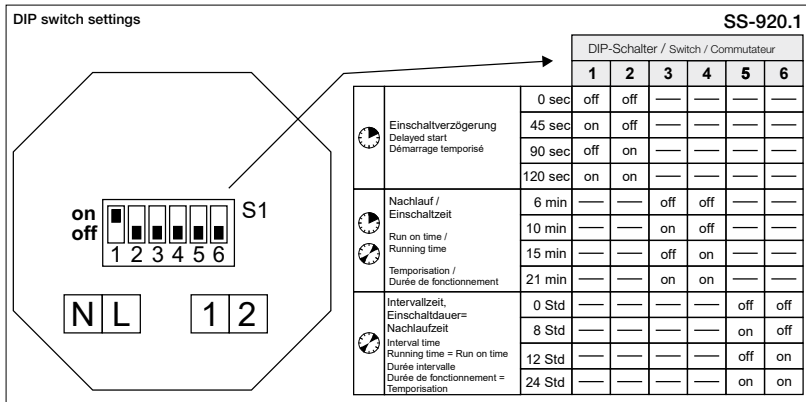 DIP switch settings
SS-920.1
DIP-Schalter / Switch / Commutateur
1 2 3 4 5 6
Einschaltverzögerung
Delayed start
Démarrage temporisé
0 sec off off — — — —
45 sec on off — — — —
90 sec off on — — — —
120 sec on on — — — —
Nachlauf /
Einschaltzeit
Run on time /
Running time
Temporisation /
Durée de fonctionnement
6 min — — off off — —
10 min — — on off — —
15 min — — off on — —
21 min — — on on — —
Intervallzeit,
Einschaltdauer=
Nachlaufzeit
Interval time
Running time = Run on time
Durée intervalle
Durée de fonctionnement =
Temporisation
0 Std — — — — off off
8 Std — — — — on off
12 Std — — — — off on
24 Std — — — — on on
on
off
S1
1 2 3 4 5 6
N L 1 2